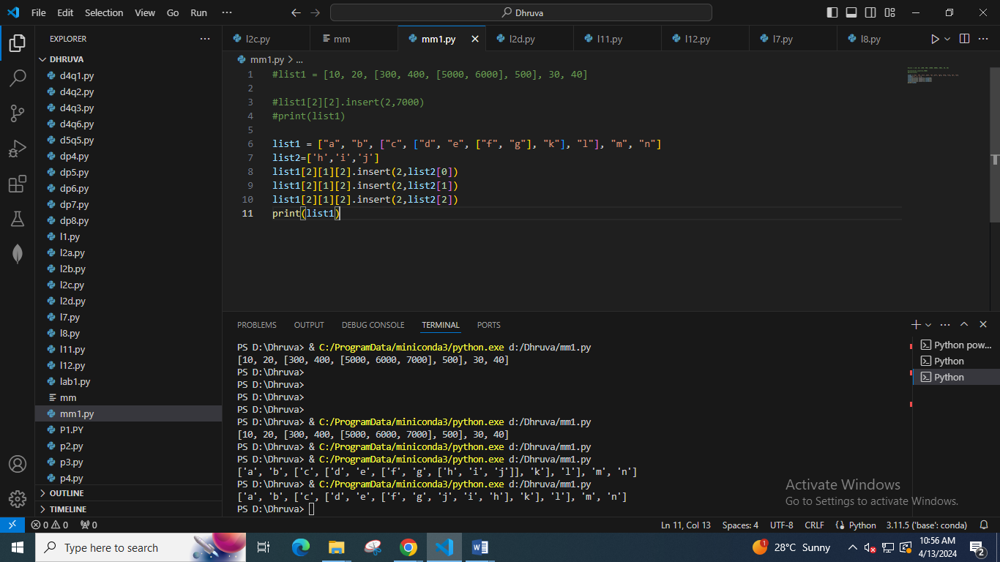 File Edit Selection View Go Run ··· Dhruva
EXPLORER ···
DHRUVA
d4q1.py
d4q2.py
d4q3.py
d4q6.py
d5q5.py
dp4.py
dp5.py
dp6.py
dp7.py
dp8.py
l1.py
l2a.py
l2b.py
l2c.py
l2d.py
l7.py
l8.py
l11.py
l12.py
lab1.py
mm
mm1.py
P1.PY
p2.py
p3.py
p4.py
OUTLINE
TIMELINE
l2c.py mm mm1.py l2d.py l11.py l12.py l7.py l8.py
mm1.py > ...
1 #list1 = [10, 20, [300, 400, [5000, 6000], 500], 30, 40]
2
3 #list1[2][2].insert(2,7000)
4 #print(list1)
5
6 list1 = ["a", "b", ["c", ["d", "e", ["f", "g"], "k"], "l"], "m", "n"]
7 list2=['h','i','j']
8 list1[2][1][2].insert(2,list2[0])
9 list1[2][1][2].insert(2,list2[1])
10 list1[2][1][2].insert(2,list2[2])
11 print(list1)
PROBLEMS OUTPUT DEBUG CONSOLE TERMINAL PORTS
PS D:\Dhruva> & C:/ProgramData/miniconda3/python.exe d:/Dhruva/mm1.py
[10, 20, [300, 400, [5000, 6000, 7000], 500], 30, 40]
PS D:\Dhruva>
PS D:\Dhruva>
PS D:\Dhruva>
PS D:\Dhruva>
PS D:\Dhruva> & C:/ProgramData/miniconda3/python.exe d:/Dhruva/mm1.py
[10, 20, [300, 400, [5000, 6000, 7000], 500], 30, 40]
PS D:\Dhruva> & C:/ProgramData/miniconda3/python.exe d:/Dhruva/mm1.py
PS D:\Dhruva> & C:/ProgramData/miniconda3/python.exe d:/Dhruva/mm1.py
['a', 'b', ['c', ['d', 'e', ['f', 'g', ['h', 'i', 'j']], 'k'], 'l'], 'm', 'n']
PS D:\Dhruva> & C:/ProgramData/miniconda3/python.exe d:/Dhruva/mm1.py
['a', 'b', ['c', ['d', 'e', ['f', 'g', 'j', 'i', 'h'], 'k'], 'l'], 'm', 'n']
PS D:\Dhruva>
Python pow...
Python
Python
Activate Windows
Go to Settings to activate Windows.
0 0 0 Ln 11, Col 13 Spaces: 4 UTF-8 CRLF Python 3.11.5 ('base': conda)
Type here to search
1 28°C Sunny
10:56 AM
4/13/2024
2